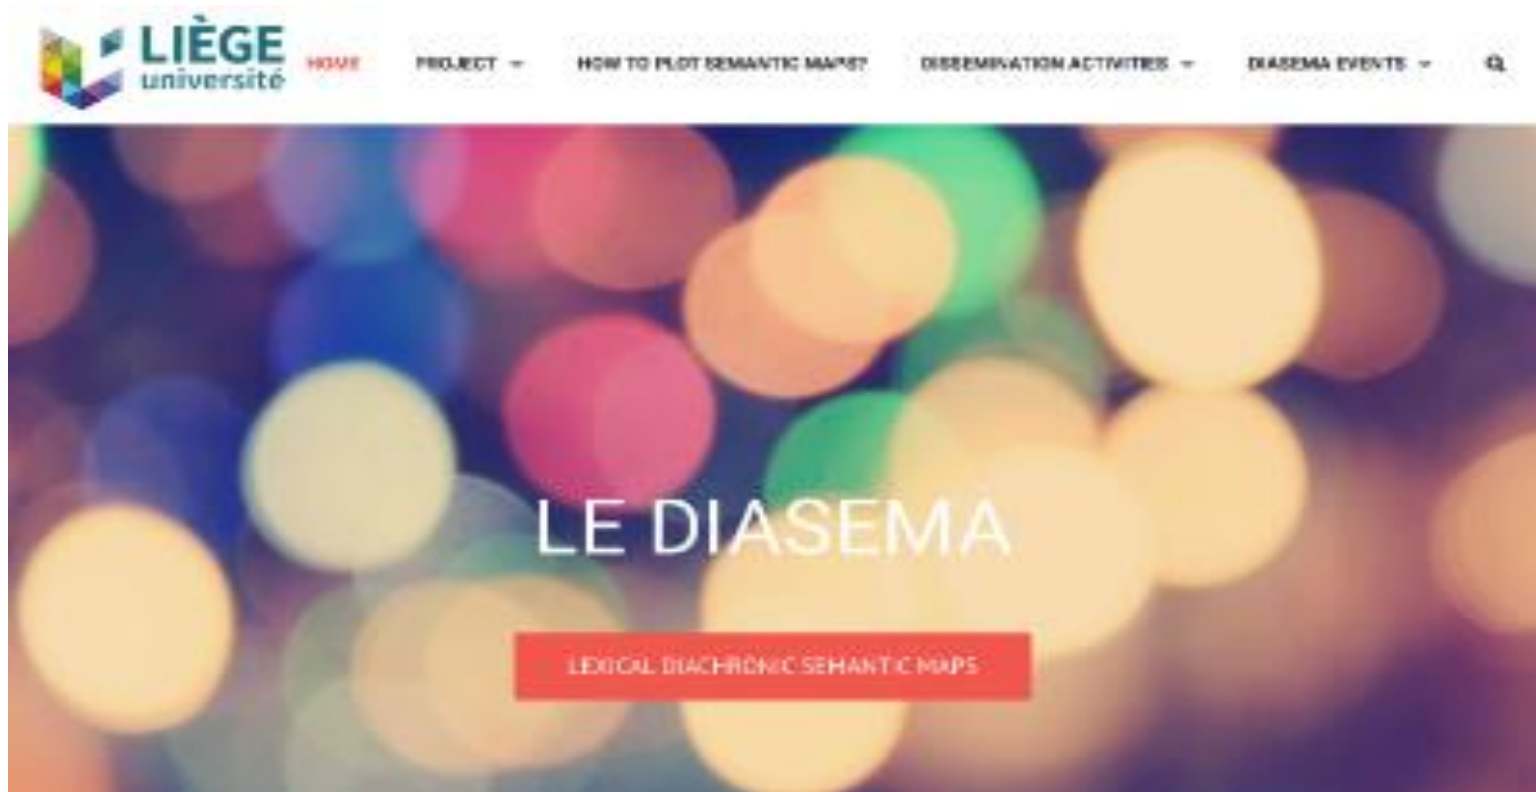 LIÈGE
université
HOME PROJECT HOW TO PLOT SEMANTIC MAPS? DISSEMINATION ACTIVITIES DIASEMA EVENTS
LE DIASEMA
LEXICAL DIACHRONIC SEMANTIC MAPS